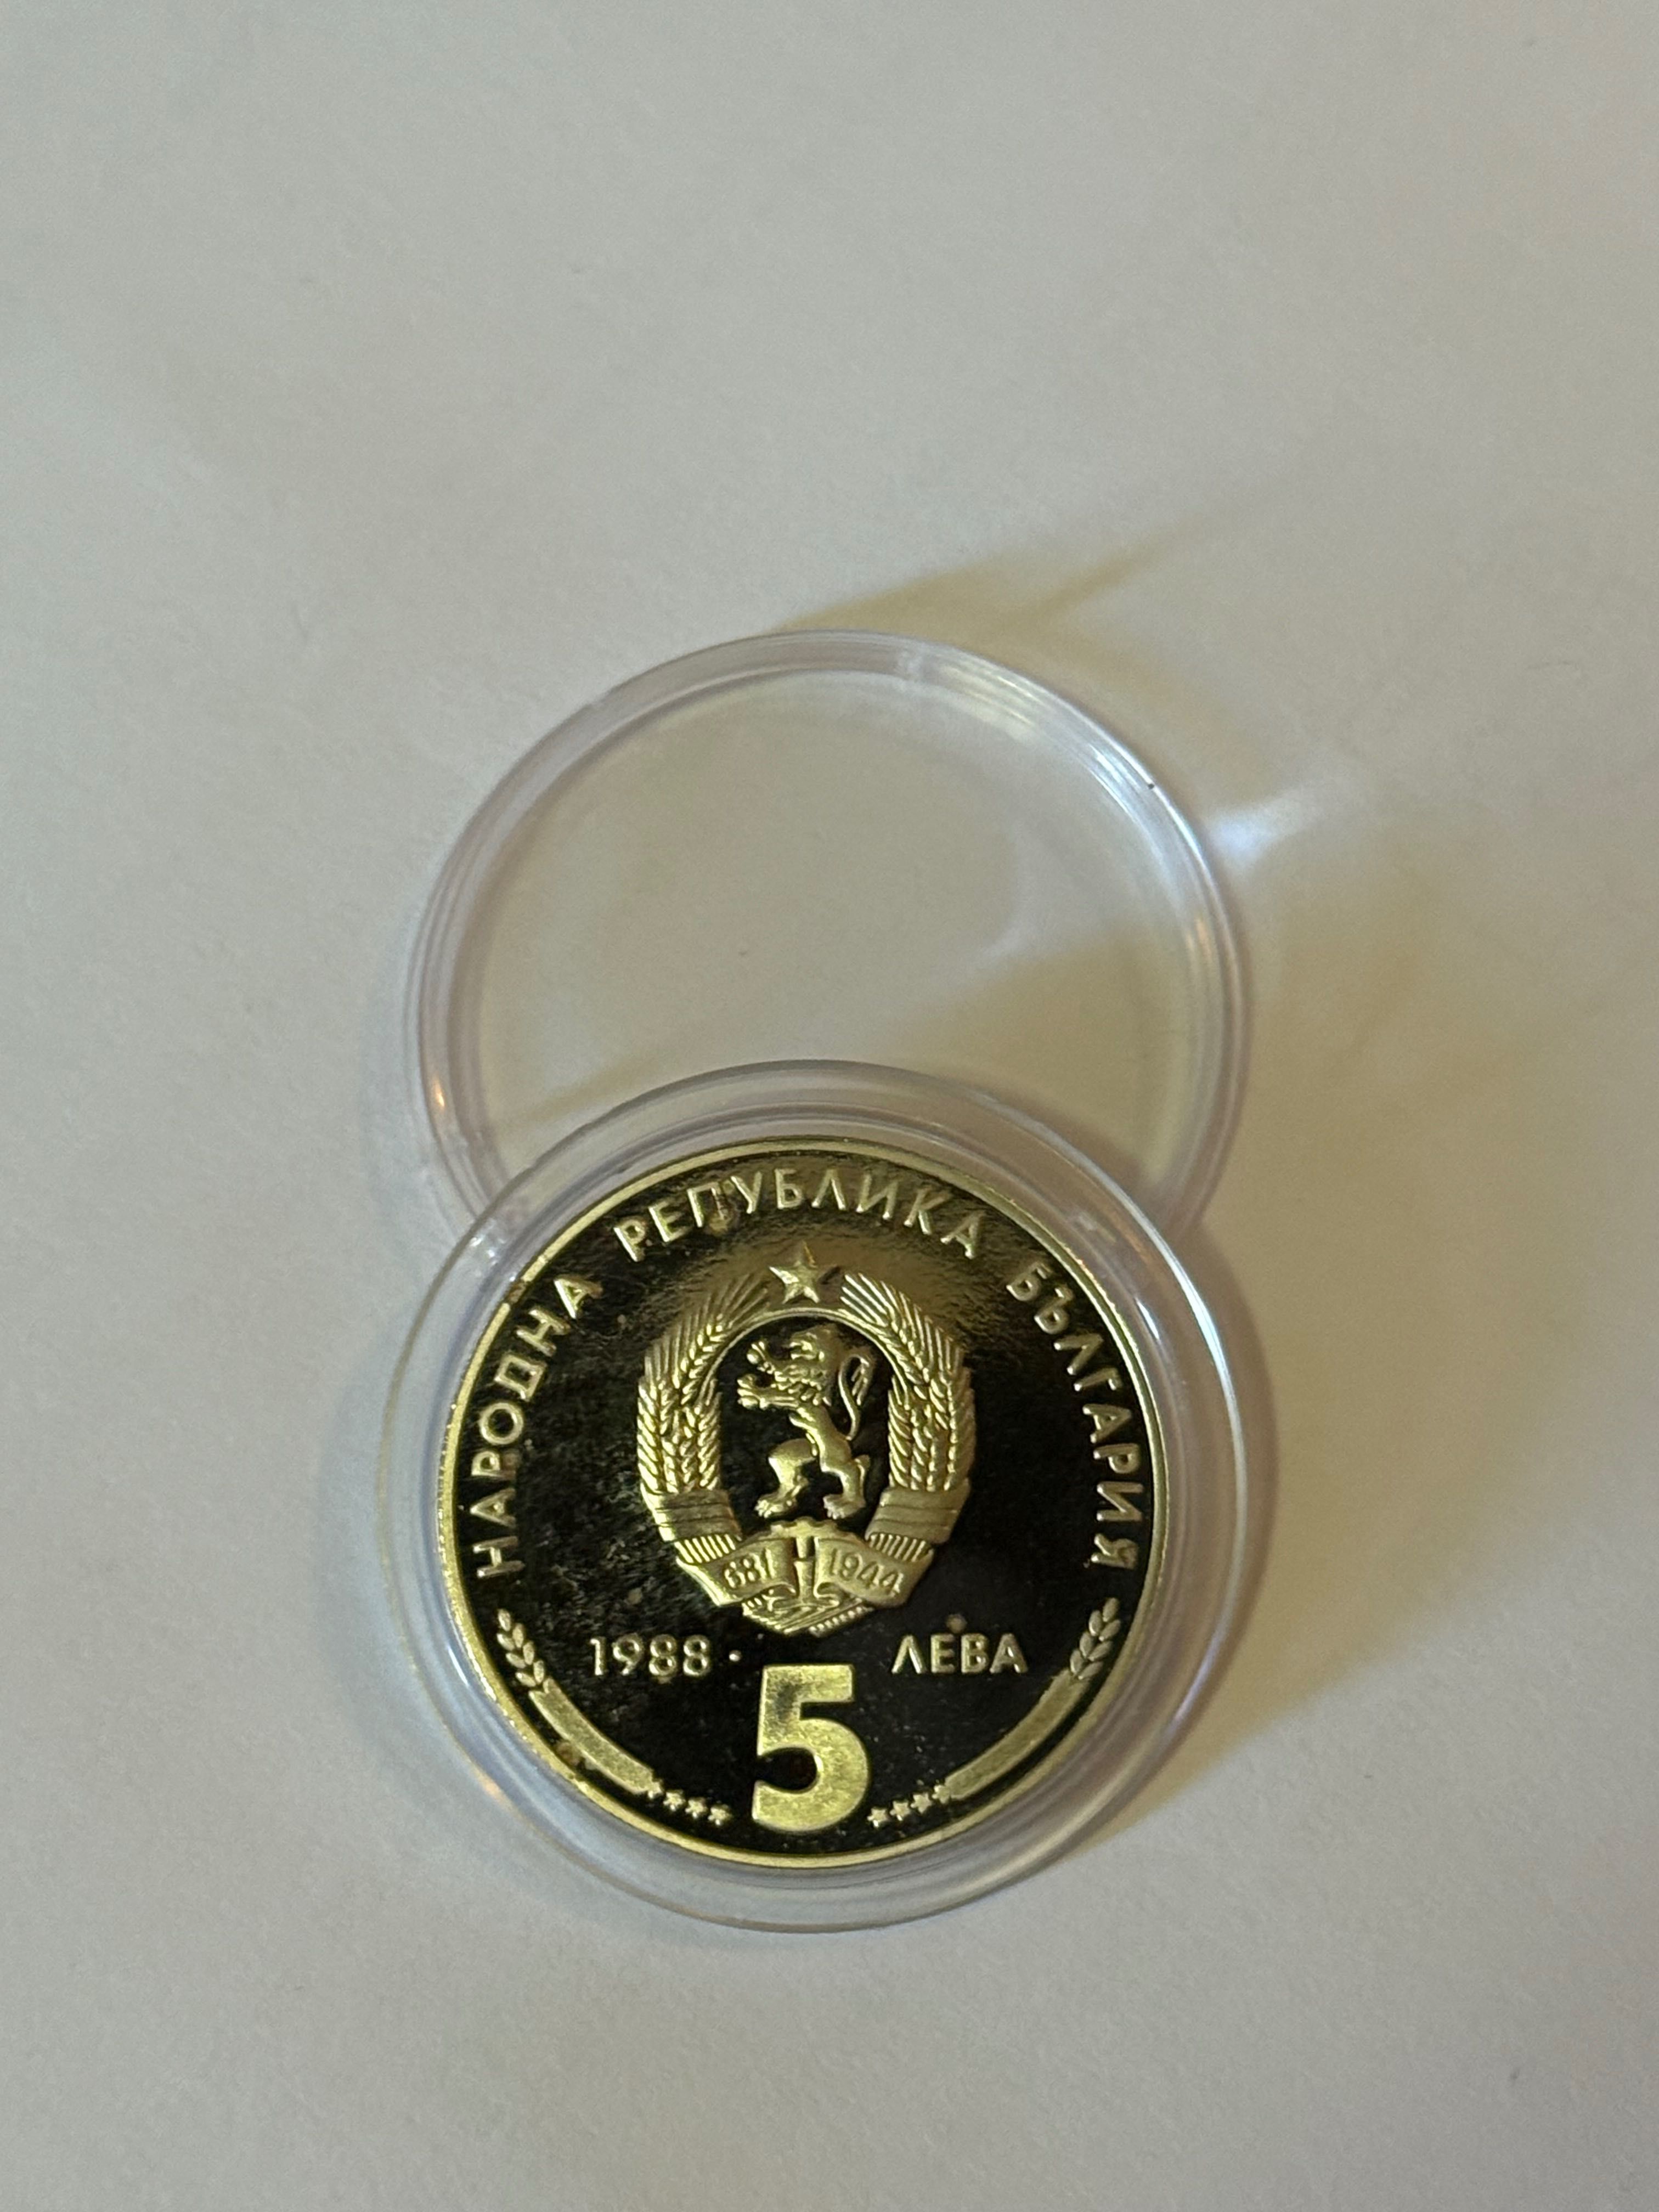 НАРОДНА РЕПУБЛИКА БЪЛГАРИЯ
681 1944
1988 · ЛЕВА
5